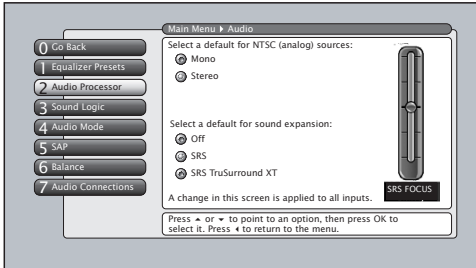 Main Menu ▸ Audio
0 Go Back
1 Equalizer Presets
2 Audio Processor
3 Sound Logic
4 Audio Mode
5 SAP
6 Balance
7 Audio Connections
Select a default for NTSC (analog) sources:
Mono
Stereo
Select a default for sound expansion:
Off
SRS
SRS TruSurround XT
A change in this screen is applied to all inputs.
SRS FOCUS
Press ▴ or ▾ to point to an option, then press OK to
select it. Press ◂ to return to the menu.